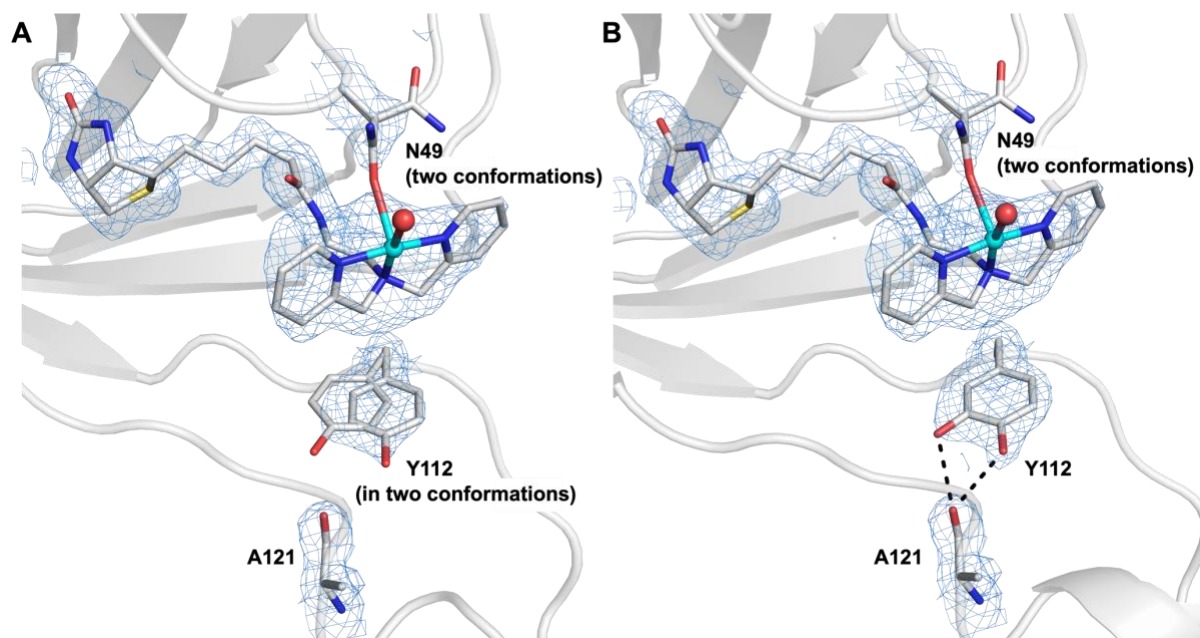 A
N49
(two conformations)
Y112
(in two conformations)
A121
B
N49
(two conformations)
Y112
A121